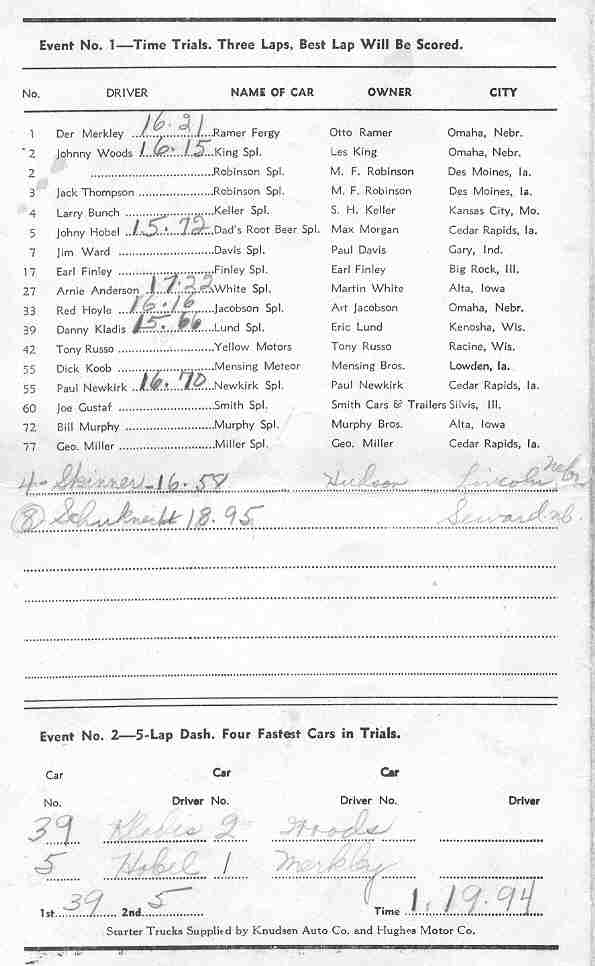 Event No. 1—Time Trials. Three Laps, Best Lap Will Be Scored.
No. DRIVER NAME OF CAR OWNER CITY
1 Der Merkley 16.21 Ramer Fergy Otto Ramer Omaha, Nebr.
2 Johnny Woods 16.15 King Spl. Les King Omaha, Nebr.
2 Robinson Spl. M. F. Robinson Des Moines, Ia.
3 Jack Thompson Robinson Spl. M. F. Robinson Des Moines, Ia.
4 Larry Bunch Keller Spl. S. H. Keller Kansas City, Mo.
5 Johny Hobel 15.72 Dad's Root Beer Spl. Max Morgan Cedar Rapids, Ia.
7 Jim Ward Davis Spl. Paul Davis Gary, Ind.
17 Earl Finley Finley Spl. Earl Finley Big Rock, Ill.
27 Arnie Anderson 17.22 White Spl. Martin White Alta, Iowa
33 Red Hoyle 16.16 Jacobson Spl. Art Jacobson Omaha, Nebr.
39 Danny Kladis 15.66 Lund Spl. Eric Lund Kenosha, Wis.
42 Tony Russo Yellow Motors Tony Russo Racine, Wis.
55 Dick Koob Mensing Meteor Mensing Bros. Lowden, Ia.
55 Paul Newkirk 16.70 Newkirk Spl. Paul Newkirk Cedar Rapids, Ia.
60 Joe Gustaf Smith Spl. Smith Cars & Trailers Silvis, Ill.
72 Bill Murphy Murphy Spl. Murphy Bros. Alta, Iowa
77 Geo. Miller Miller Spl. Geo. Miller Cedar Rapids, Ia.
4 - Skinner - 16.58 Hudson Lincoln Nebr
8 18.95 Seward nb.
Event No. 2—5-Lap Dash. Four Fastest Cars in Trials.
Car Car Car
No. Driver No. Driver No. Driver
39 Kladis 2 Woods
5 Hobel 1 Merkley
1st 39 2nd 5 Time 1.19.94
Starter Trucks Supplied by Knudsen Auto Co. and Hughes Motor Co.